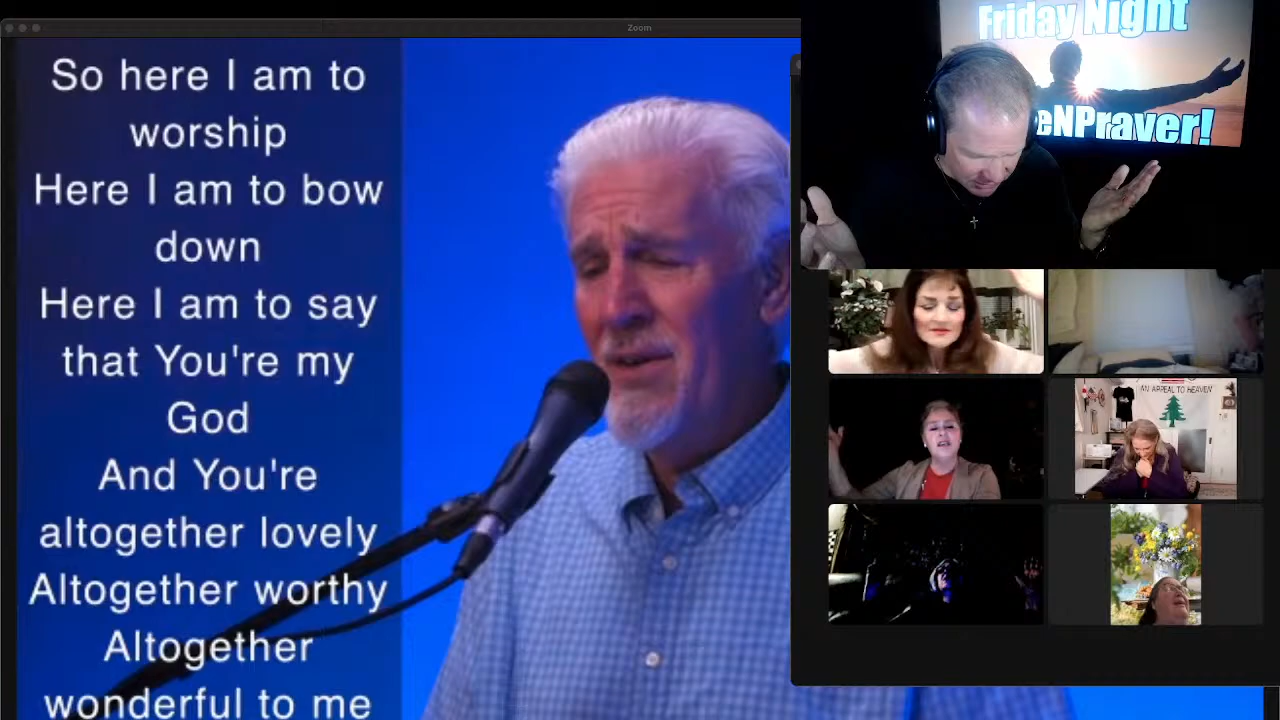 Zoom
So here I am to
worship
Here I am to bow
down
Here I am to say
that You're my
God
And You're
altogether lovely
Altogether worthy
Altogether
wonderful to me
Friday Night
eNPrayer!
AN APPEAL TO HEAVEN